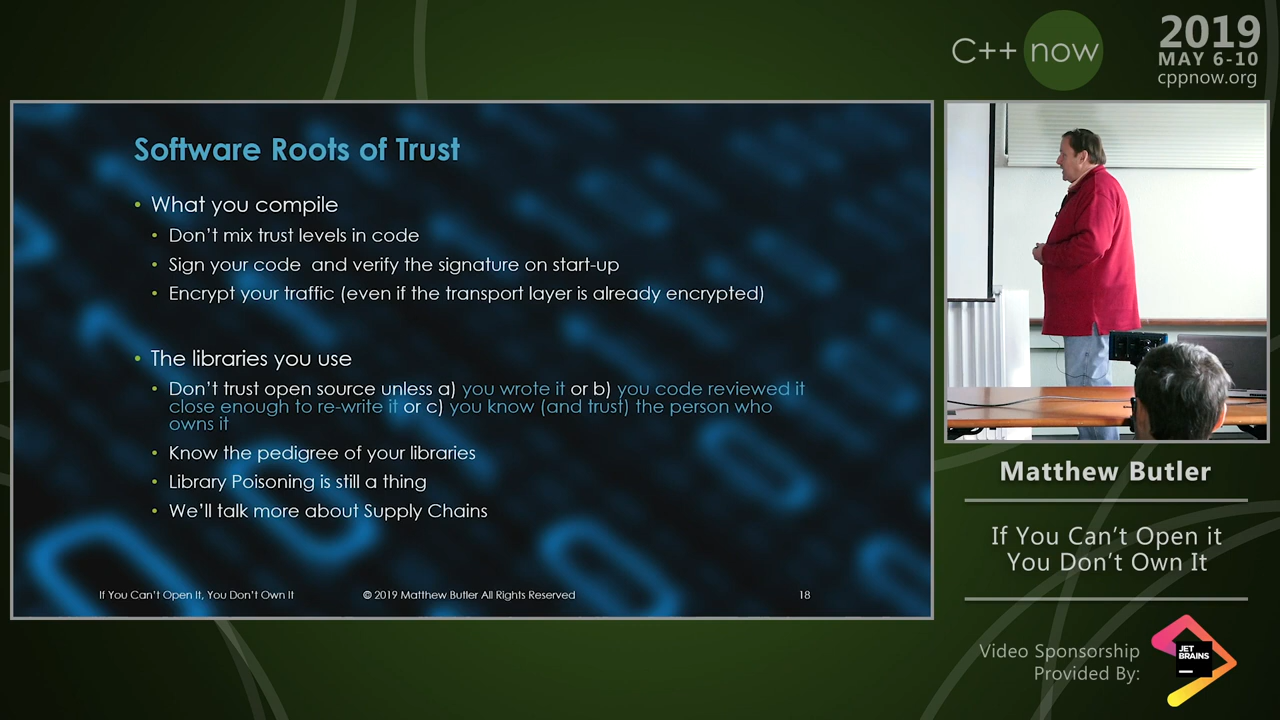 C++ now
2019
MAY 6-10
cppnow.org
Software Roots of Trust
• What you compile
• Don't mix trust levels in code
• Sign your code  and verify the signature on start-up
• Encrypt your traffic (even if the transport layer is already encrypted)
• The libraries you use
• Don't trust open source unless a) you wrote it or b) you code reviewed it
close enough to re-write it or c) you know (and trust) the person who
owns it
• Know the pedigree of your libraries
• Library Poisoning is still a thing
• We'll talk more about Supply Chains
If You Can't Open It, You Don't Own It
© 2019 Matthew Butler All Rights Reserved
18
Matthew Butler
If You Can't Open it
You Don't Own It
Video Sponsorship
Provided By:
JET
BRAINS